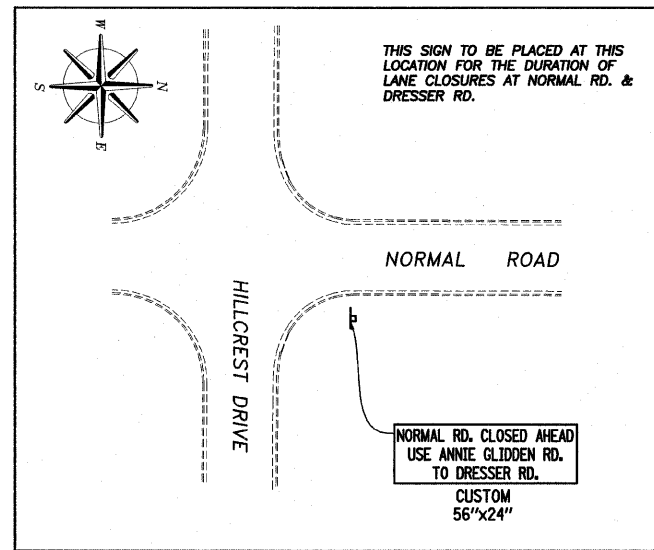 W
S
N
E
THIS SIGN TO BE PLACED AT THIS
LOCATION FOR THE DURATION OF
LANE CLOSURES AT NORMAL RD. &
DRESSER RD.
NORMAL ROAD
HILLCREST DRIVE
NORMAL RD. CLOSED AHEAD
USE ANNIE GLIDDEN RD.
TO DRESSER RD.
CUSTOM
56"x24"